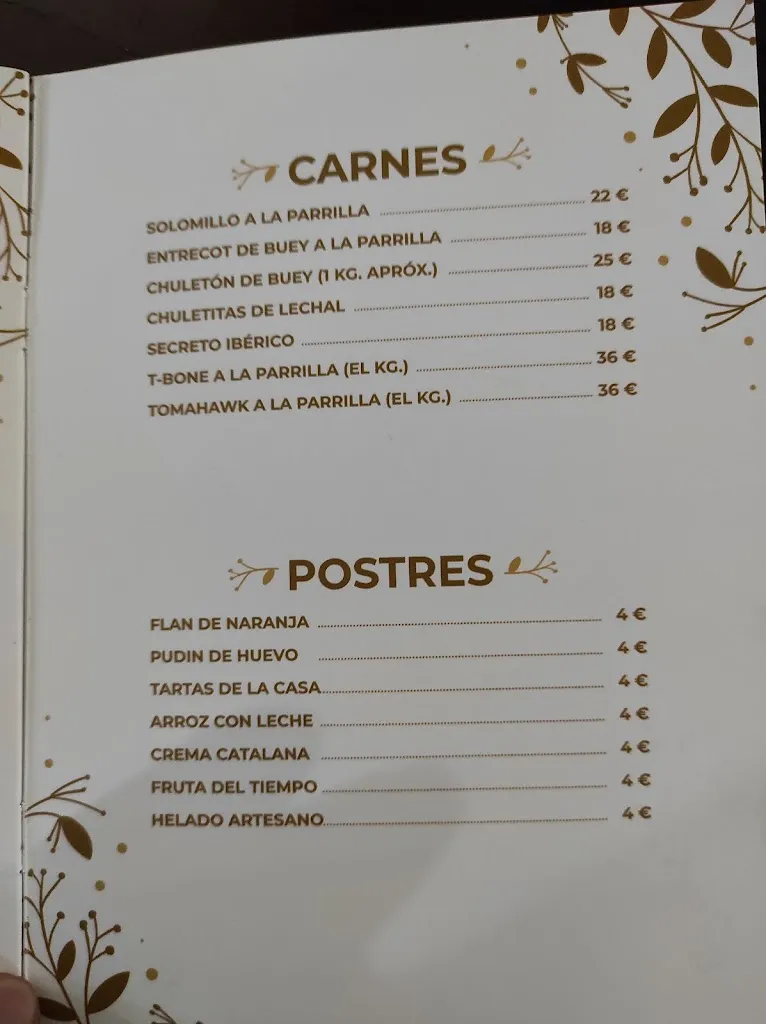 CARNES
SOLOMILLO A LA PARRILLA 22 €
ENTRECOT DE BUEY A LA PARRILLA 18 €
CHULETÓN DE BUEY (1 KG. APRÓX.) 25 €
CHULETITAS DE LECHAL 18 €
SECRETO IBÉRICO 18 €
T-BONE A LA PARRILLA (EL KG.) 36 €
TOMAHAWK A LA PARRILLA (EL KG.) 36 €
POSTRES
FLAN DE NARANJA 4 €
PUDIN DE HUEVO 4 €
TARTAS DE LA CASA 4 €
ARROZ CON LECHE 4 €
CREMA CATALANA 4 €
FRUTA DEL TIEMPO 4 €
HELADO ARTESANO 4 €